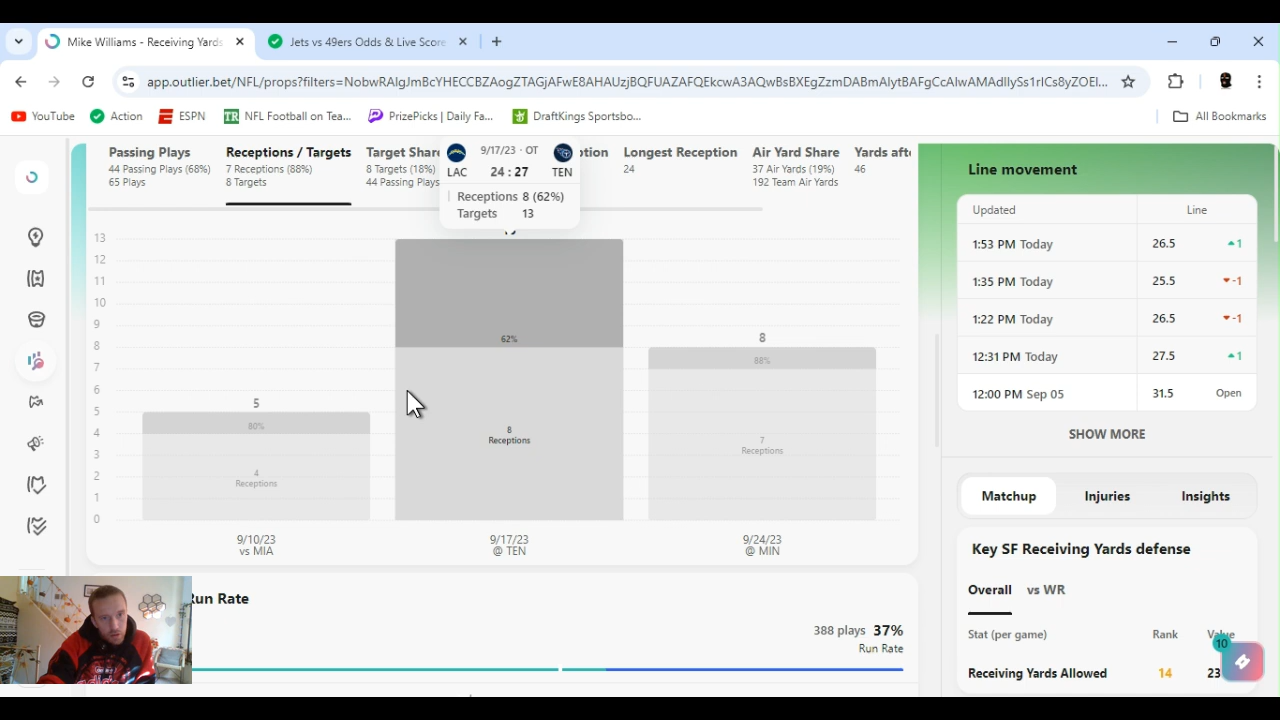 Mike Williams - Receiving Yards
Jets vs 49ers Odds & Live Score
YouTube
Action
ESPN
NFL Football on Tea...
PrizePicks | Daily Fa...
DraftKings Sportsbo...
All Bookmarks
Passing Plays
44 Passing Plays (68%)
65 Plays
Receptions / Targets
7 Receptions (88%)
8 Targets
Target Share
8 Targets (18%)
44 Passing Plays
9/17/23 · OT
LAC 24 : 27 TEN
Receptions 8 (62%)
Targets 13
Longest Reception
24
Air Yard Share
37 Air Yards (19%)
192 Team Air Yards
Yards afte
46
13
12
11
10
9
8
7
6
5
4
3
2
1
0
5
80%
4
Receptions
62%
8
Receptions
8
88%
7
Receptions
9/10/23
vs MIA
9/17/23
@ TEN
9/24/23
@ MIN
Run Rate
388 plays 37%
Run Rate
Line movement
Updated Line
1:53 PM Today 26.5 1
1:35 PM Today 25.5 -1
1:22 PM Today 26.5 -1
12:31 PM Today 27.5 1
12:00 PM Sep 05 31.5 Open
SHOW MORE
Matchup Injuries Insights
Key SF Receiving Yards defense
Overall vs WR
Stat (per game) Rank Value
10
Receiving Yards Allowed 14 23